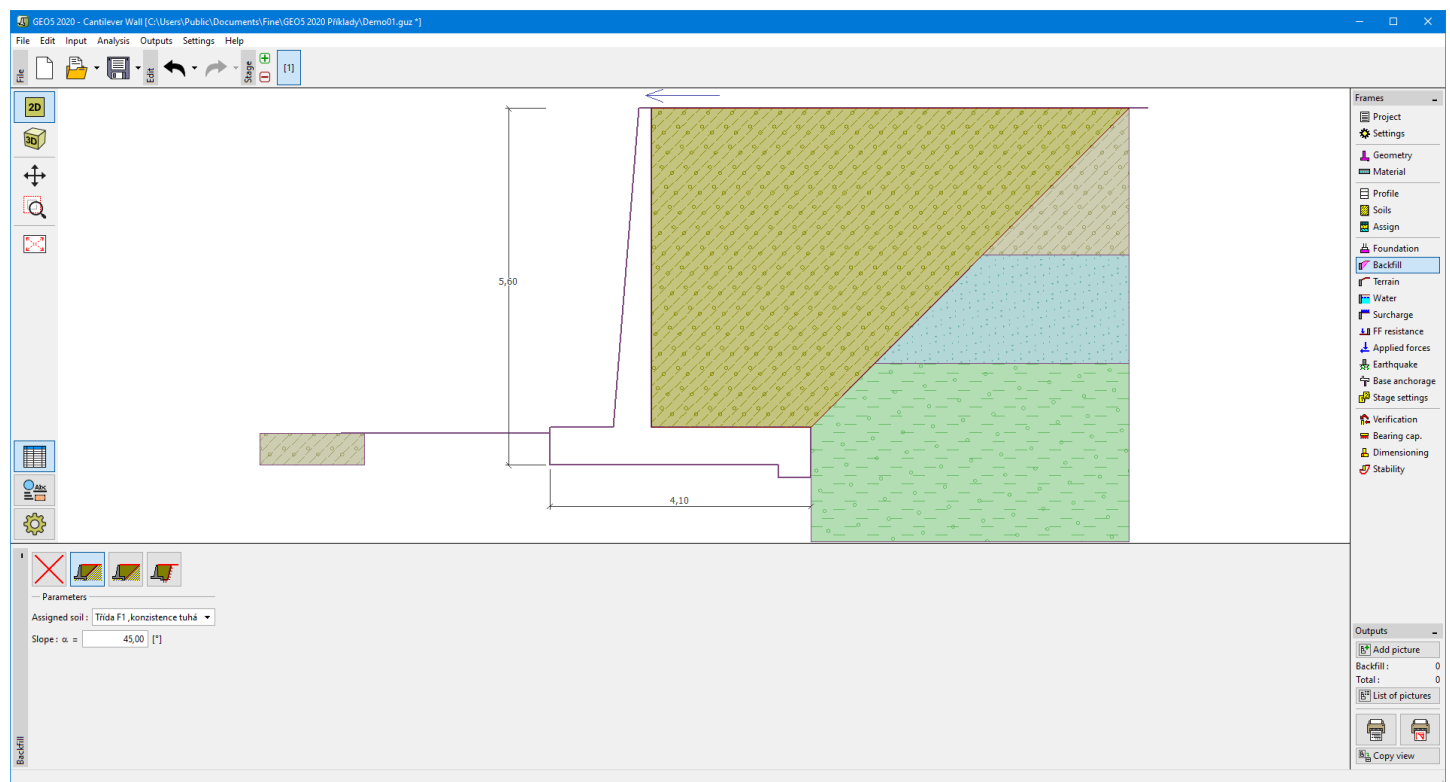 GEO5 2020 - Cantilever Wall [C:\Users\Public\Documents\Fine\GEO5 2020 Příklady\Demo01.guz *]
File Edit Input Analysis Outputs Settings Help
File
Edit
Stage
[1]
2D
3D
Abc
5,60
4,10
Frames
Project
Settings
Geometry
Material
Profile
Soils
Assign
Foundation
Backfill
Terrain
Water
Surcharge
FF resistance
Applied forces
Earthquake
Base anchorage
Stage settings
Verification
Bearing cap.
Dimensioning
Stability
Backfill
Parameters
Assigned soil : Třída F1 ,konzistence tuhá
Slope : α = 45,00 [°]
Outputs
Add picture
Backfill : 0
Total : 0
List of pictures
Copy view